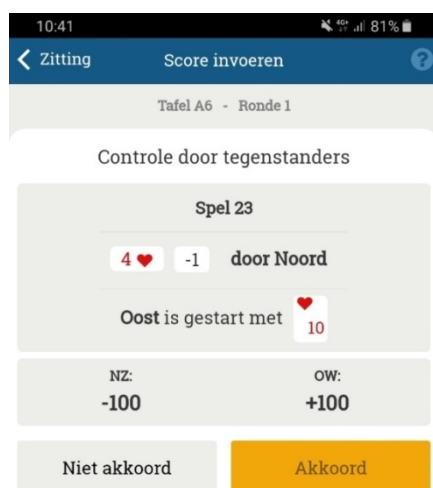 10:41 4G+ 81%
Zitting Score invoeren ?
Tafel A6 - Ronde 1
Controle door tegenstanders
Spel 23
4 ♥ -1 door Noord
Oost is gestart met ♥ 10
NZ: OW:
-100 +100
Niet akkoord Akkoord